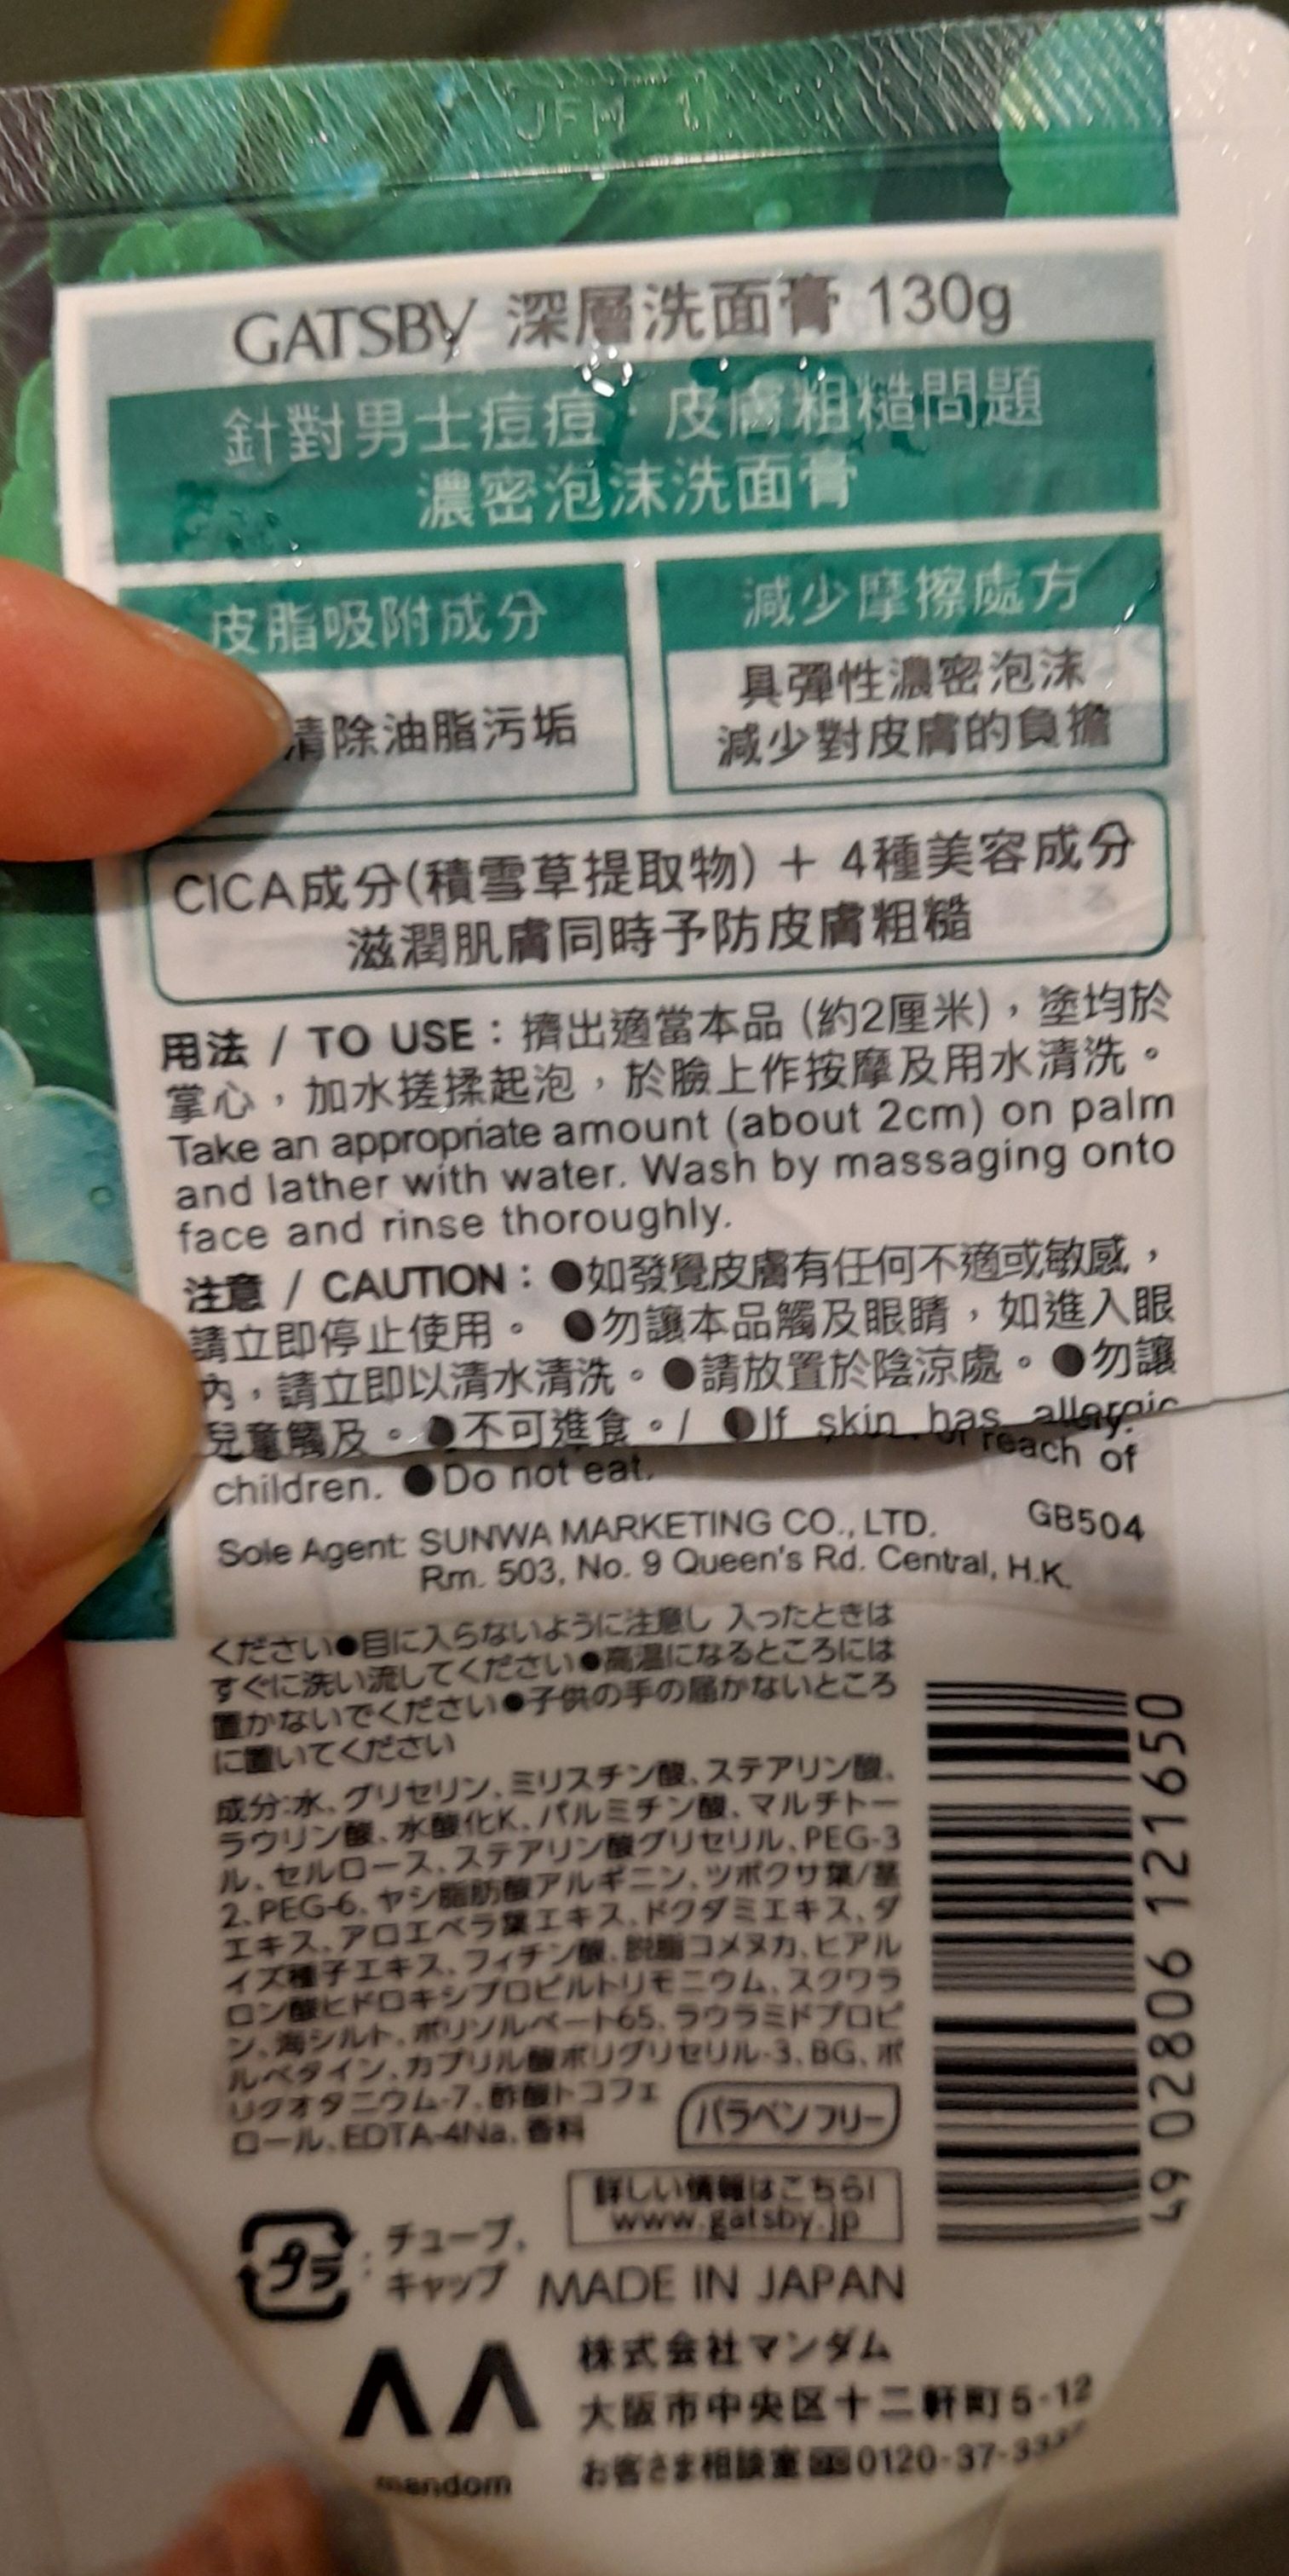 JFM 1
GATSBY 深層洗面膏 130g
針對男士痘痘・皮膚粗糙問題
濃密泡沫洗面膏
皮脂吸附成分
清除油脂污垢
減少摩擦處方
具彈性濃密泡沫
減少對皮膚的負擔
CICA成分(積雪草提取物) + 4種美容成分
滋潤肌膚同時予防皮膚粗糙
用法 / TO USE：擠出適當本品 (約2厘米)，塗均於
掌心，加水搓揉起泡，於臉上作按摩及用水清洗。
Take an appropriate amount (about 2cm) on palm
and lather with water. Wash by massaging onto
face and rinse thoroughly.
注意 / CAUTION：●如發覺皮膚有任何不適或敏感，
請立即停止使用。 ●勿讓本品觸及眼睛，如進入眼
內，請立即以清水清洗。●請放置於陰涼處。●勿讓
兒童觸及。●不可進食。/ ●If skin has allergic
reach of
children. ●Do not eat.
GB504
Sole Agent: SUNWA MARKETING CO., LTD.
Rm. 503, No. 9 Queen's Rd. Central, H.K.
ください●目に入らないように注意し 入ったときは
すぐに洗い流してください●高温になるところには
置かないでください●子供の手の届かないところ
に置いてください
成分:水、グリセリン、ミリスチン酸、ステアリン酸、
ラウリン酸、水酸化K、パルミチン酸、マルチトー
ル、セルロース、ステアリン酸グリセリル、PEG-3
2、PEG-6、ヤシ脂肪酸アルギニン、ツボクサ葉/茎
エキス、アロエベラ葉エキス、ドクダミエキス、ダ
イズ種子エキス、フィチン酸、脱脂コメヌカ、ヒアル
ロン酸ヒドロキシプロピルトリモニウム、スクワラ
ン、海シルト、ポリソルベート65、ラウラミドプロピ
ルベタイン、カプリル酸ポリグリセリル-3、BG、ポ
リクオタニウム-7、酢酸トコフェ
ロール、EDTA-4Na、香料
パラベンフリー
詳しい情報はこちら!
www.gatsby.jp
プラ
チューブ、
キャップ
MADE IN JAPAN
株式会社マンダム
大阪市中央区十二軒町5-12
お客さま相談室 0120-37-33
mandom
49 02806 121650